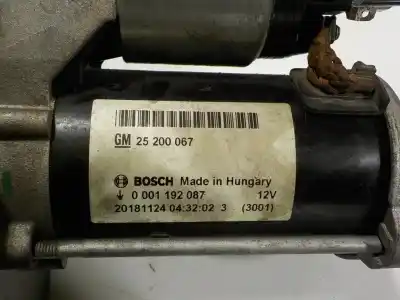 GM 25 200 067
BOSCH Made in Hungary
0 001 192 087 12V
20181124 04:32:02 3 (3001)